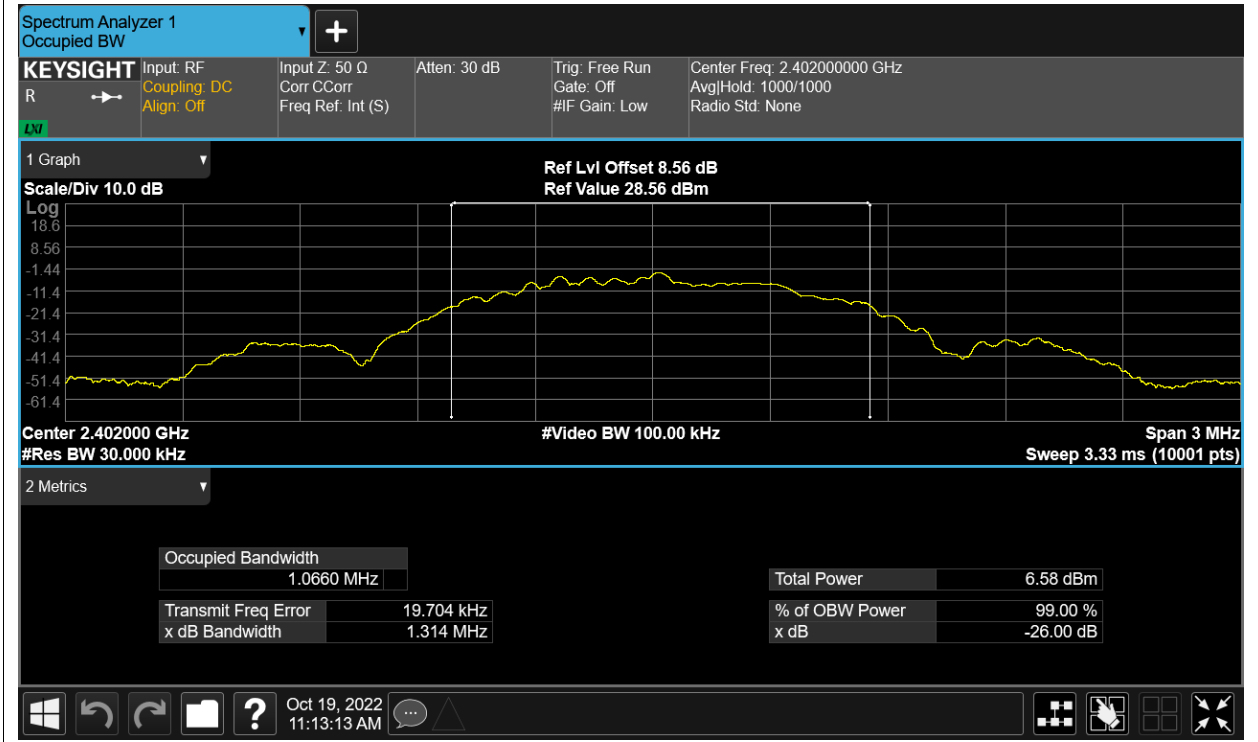 Spectrum Analyzer 1
Occupied BW
KEYSIGHT Input: RF Input Z: 50 Ω Atten: 30 dB Trig: Free Run Center Freq: 2.402000000 GHz
R Coupling: DC Corr CCorr Gate: Off Avg|Hold: 1000/1000
Align: Off Freq Ref: Int (S) #IF Gain: Low Radio Std: None
LXI
1 Graph
Ref Lvl Offset 8.56 dB
Scale/Div 10.0 dB Ref Value 28.56 dBm
Log
18.6
8.56
-1.44
-11.4
-21.4
-31.4
-41.4
-51.4
-61.4
Center 2.402000 GHz #Video BW 100.00 kHz Span 3 MHz
#Res BW 30.000 kHz Sweep 3.33 ms (10001 pts)
2 Metrics
Occupied Bandwidth
1.0660 MHz Total Power 6.58 dBm
Transmit Freq Error 19.704 kHz % of OBW Power 99.00 %
x dB Bandwidth 1.314 MHz x dB -26.00 dB
? Oct 19, 2022
11:13:13 AM